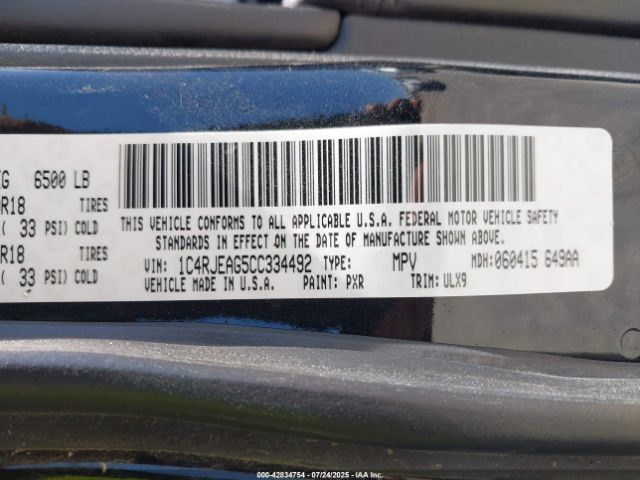 G 6500 LB
R18 TIRES
( 33 PSI) COLD
R18 TIRES
( 33 PSI) COLD
THIS VEHICLE CONFORMS TO ALL APPLICABLE U.S.A. FEDERAL MOTOR VEHICLE SAFETY
STANDARDS IN EFFECT ON THE DATE OF MANUFACTURE SHOWN ABOVE.
VIN: 1C4RJEAG5CC334492 TYPE: MPV MDH:060415 649AA
VEHICLE MADE IN U.S.A. PAINT: PXR TRIM:ULX9
000-42834754 | 07/24/2025 | IAAI.COM